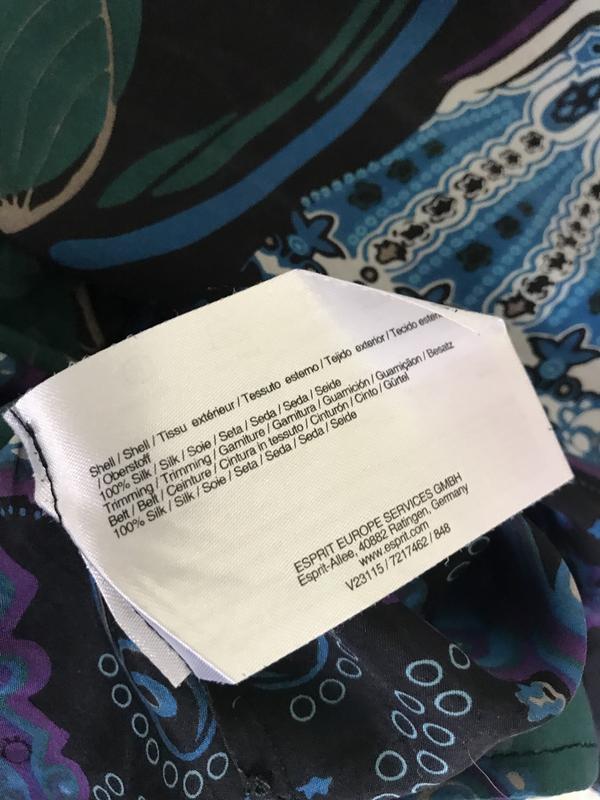 Shell / Shell / Tissu extérieur / Tessuto esterno / Tejido exterior / Tecido
/ Oberstoff
100% Silk / Silk / Soie / Seta / Seda / Seda / Seide
Trimming / Trimming / Garniture / Garnitura / Guarnición / Guarnição / Besatz
Belt / Belt / Ceinture / Cintura in tessuto / Cinturón / Cinto / Gürtel
100% Silk / Silk / Soie / Seta / Seda / Seda / Seide
ESPRIT EUROPE SERVICES GMBH
Esprit-Allee, 40882 Ratingen, Germany
www.esprit.com
V23115 / 7217462 / 848